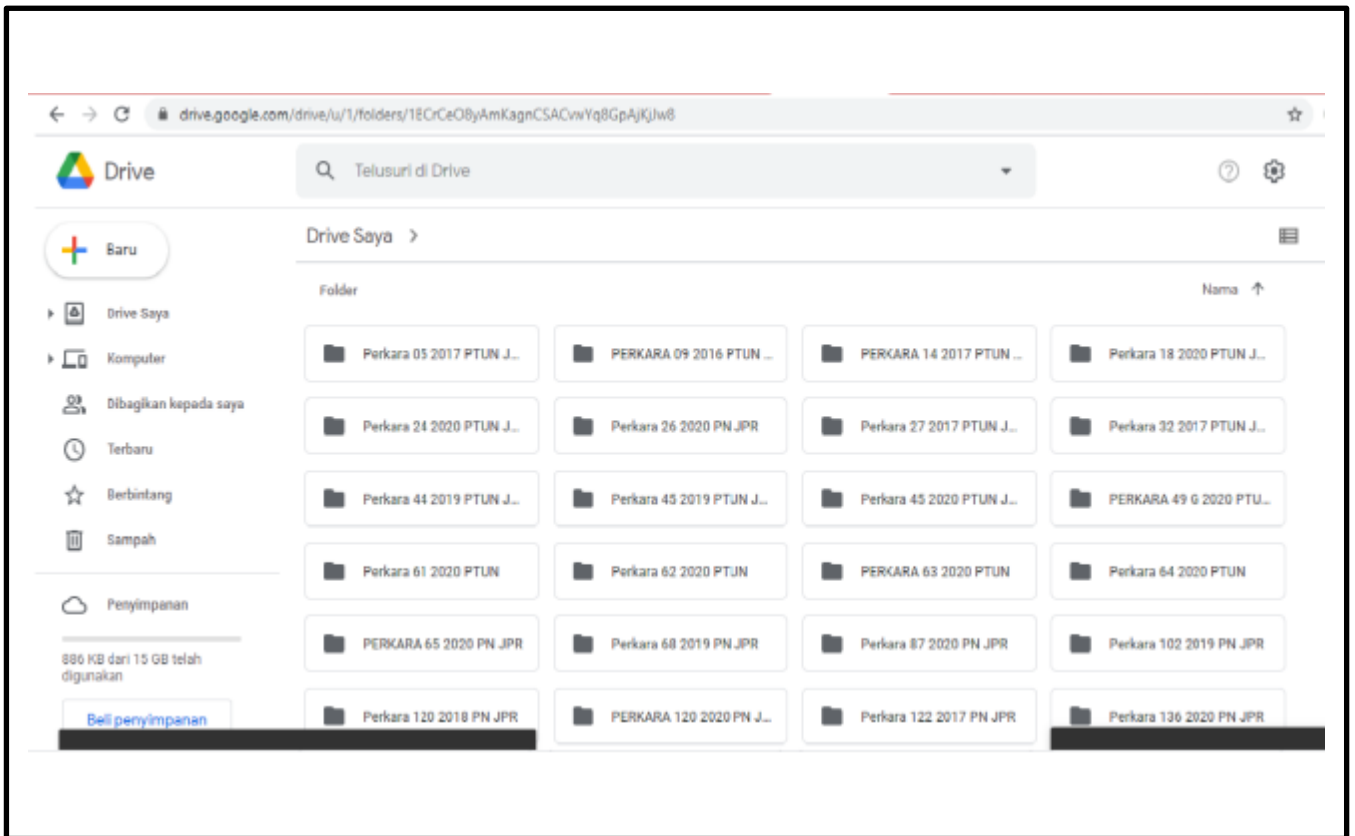 drive.google.com/drive/u/1/folders/1ECrCeO8yAmKagnCSACvwYq8GpAjKjJw8
Drive
Telusuri di Drive
Baru
Drive Saya
Komputer
Dibagikan kepada saya
Terbaru
Berbintang
Sampah
Penyimpanan
886 KB dari 15 GB telah
digunakan
Beli penyimpanan
Drive Saya >
Folder Nama ↑
Perkara 05 2017 PTUN J... PERKARA 09 2016 PTUN ... PERKARA 14 2017 PTUN ... Perkara 18 2020 PTUN J...
Perkara 24 2020 PTUN J... Perkara 26 2020 PN JPR Perkara 27 2017 PTUN J... Perkara 32 2017 PTUN J...
Perkara 44 2019 PTUN J... Perkara 45 2019 PTUN J... Perkara 45 2020 PTUN J... PERKARA 49 G 2020 PTU...
Perkara 61 2020 PTUN Perkara 62 2020 PTUN PERKARA 63 2020 PTUN Perkara 64 2020 PTUN
PERKARA 65 2020 PN JPR Perkara 68 2019 PN JPR Perkara 87 2020 PN JPR Perkara 102 2019 PN JPR
Perkara 120 2018 PN JPR PERKARA 120 2020 PN J... Perkara 122 2017 PN JPR Perkara 136 2020 PN JPR